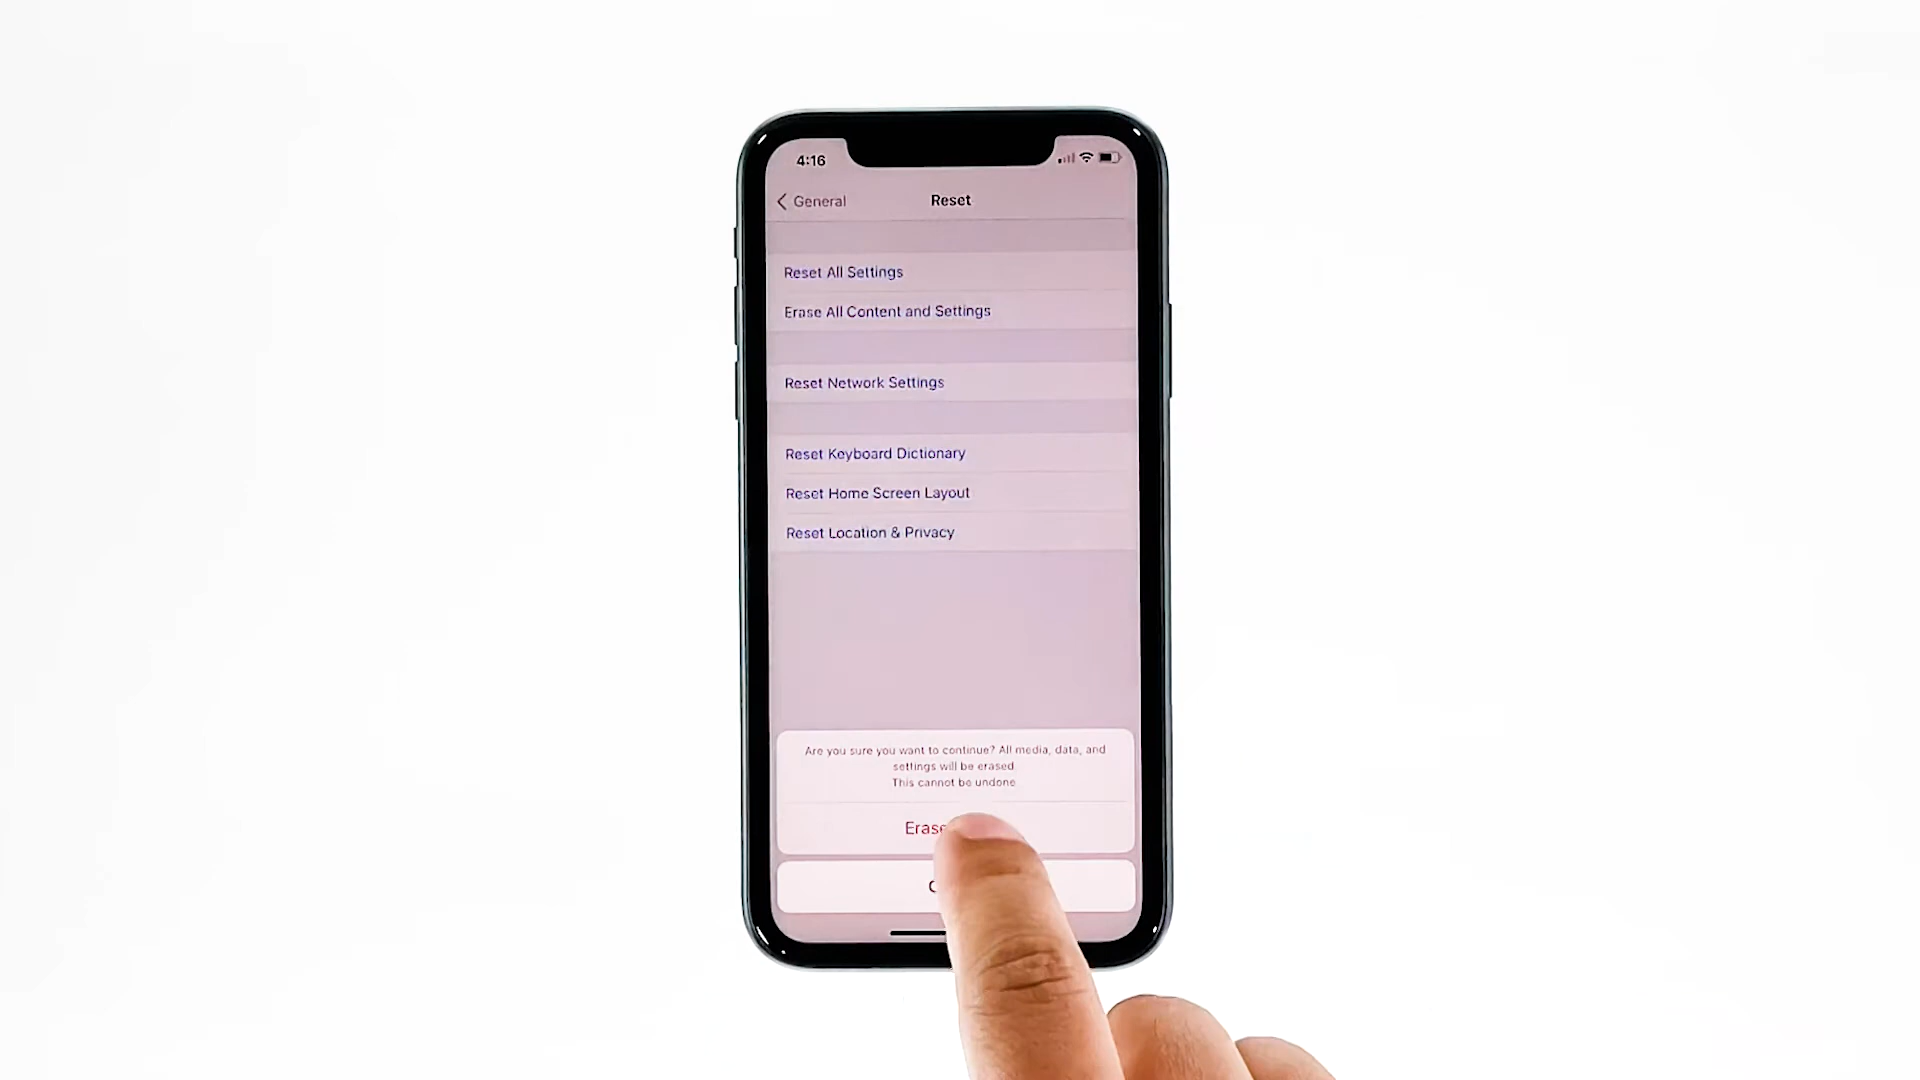 4:16
General
Reset
Reset All Settings
Erase All Content and Settings
Reset Network Settings
Reset Keyboard Dictionary
Reset Home Screen Layout
Reset Location & Privacy
Are you sure you want to continue? All media, data, and
settings will be erased.
This cannot be undone.
Erase